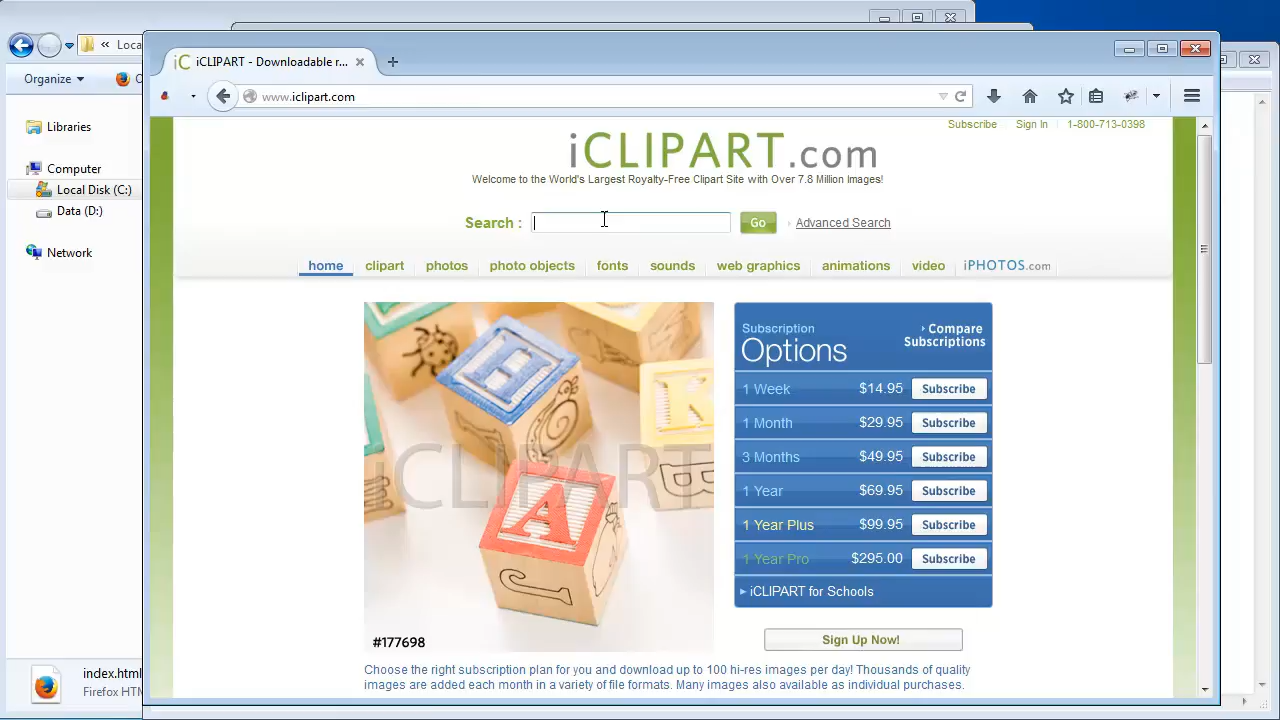 Organize
Loca
Libraries
Computer
Local Disk (C:)
Data (D:)
Network
index.html
Firefox HTM
iC iCLIPART - Downloadable r...
www.iclipart.com
Subscribe
Sign In
1-800-713-0398
iCLIPART.com
Welcome to the World's Largest Royalty-Free Clipart Site with Over 7.8 Million Images!
Search :
Go
Advanced Search
home
clipart
photos
photo objects
fonts
sounds
web graphics
animations
video
iPHOTOS.com
iCLIPART
A
J
B
#177698
Subscription
Options
Compare
Subscriptions
1 Week $14.95 Subscribe
1 Month $29.95 Subscribe
3 Months $49.95 Subscribe
1 Year $69.95 Subscribe
1 Year Plus $99.95 Subscribe
1 Year Pro $295.00 Subscribe
iCLIPART for Schools
Sign Up Now!
Choose the right subscription plan for you and download up to 100 hi-res images per day! Thousands of quality
images are added each month in a variety of file formats. Many images also available as individual purchases.